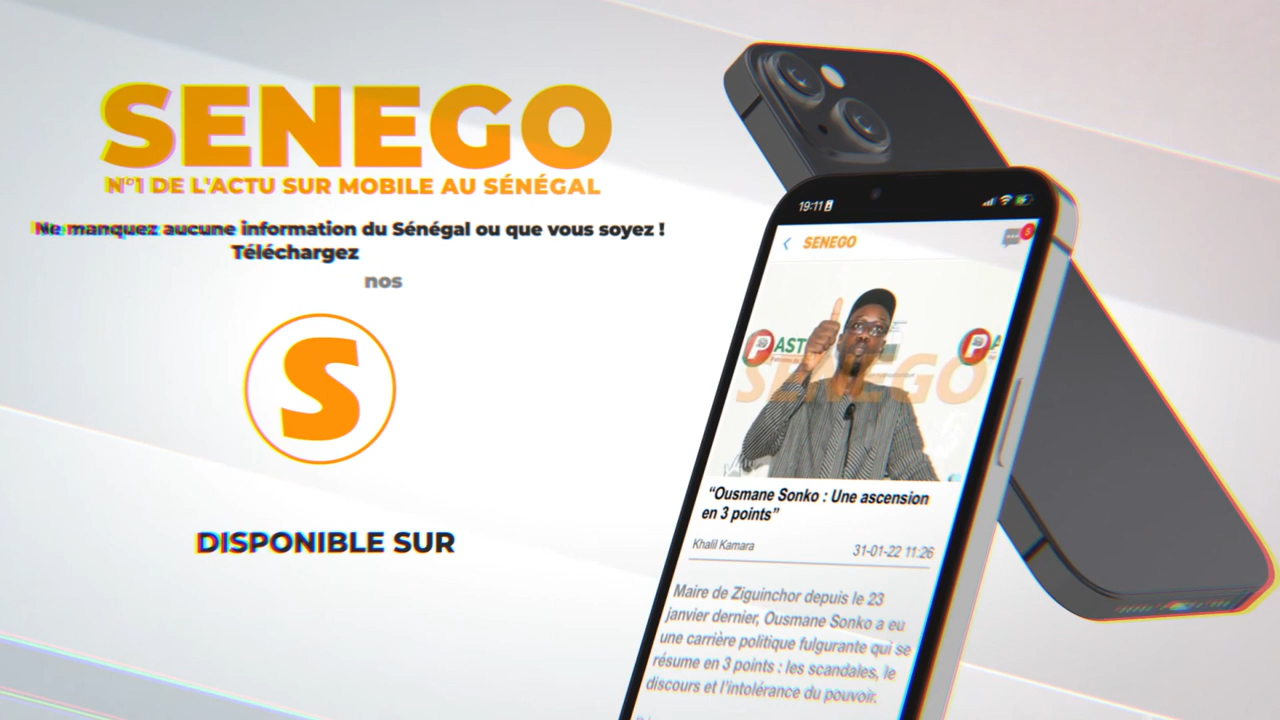 SENEGO
N°1 DE L'ACTU SUR MOBILE AU SÉNÉGAL
Ne manquez aucune information du Sénégal ou que vous soyez !
Téléchargez
nos
S
DISPONIBLE SUR
19:11
SENEGO
5
PAST
PA
SENEGO
“Ousmane Sonko : Une ascension
en 3 points”
Khalil Kamara 31-01-22 11:26
Maire de Ziguinchor depuis le 23
janvier dernier, Ousmane Sonko a eu
une carrière politique fulgurante qui se
résume en 3 points : les scandales, le
discours et l'intolérance du pouvoir.